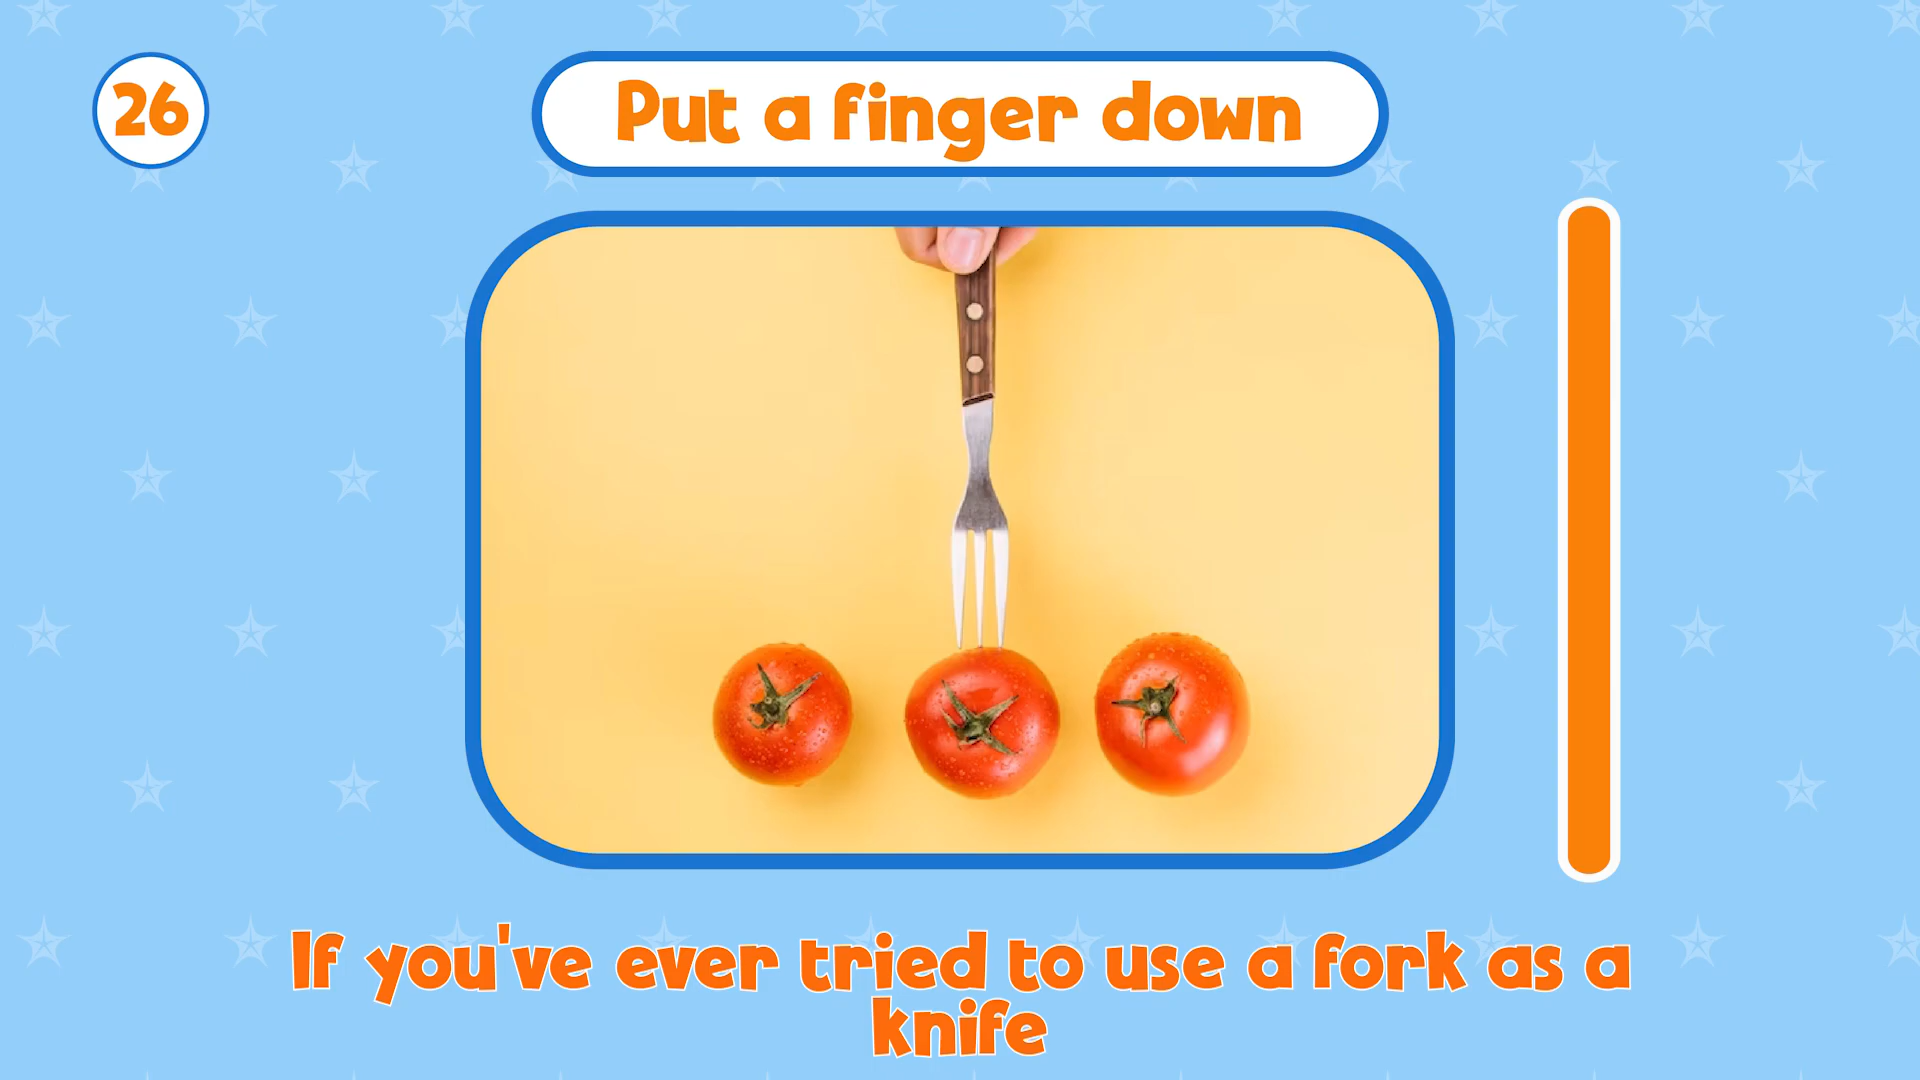 26
Put a finger down
If you've ever tried to use a fork as a
knife